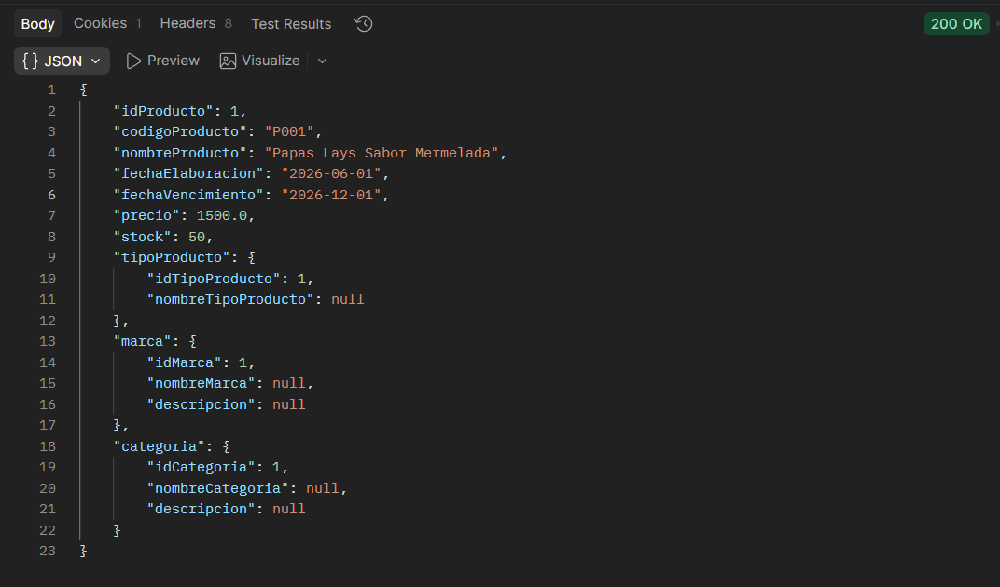 Body Cookies 1 Headers 8 Test Results 200 OK
{} JSON Preview Visualize
1 {
2 "idProducto": 1,
3 "codigoProducto": "P001",
4 "nombreProducto": "Papas Lays Sabor Mermelada",
5 "fechaElaboracion": "2026-06-01",
6 "fechaVencimiento": "2026-12-01",
7 "precio": 1500.0,
8 "stock": 50,
9 "tipoProducto": {
10 "idTipoProducto": 1,
11 "nombreTipoProducto": null
12 },
13 "marca": {
14 "idMarca": 1,
15 "nombreMarca": null,
16 "descripcion": null
17 },
18 "categoria": {
19 "idCategoria": 1,
20 "nombreCategoria": null,
21 "descripcion": null
22 }
23 }